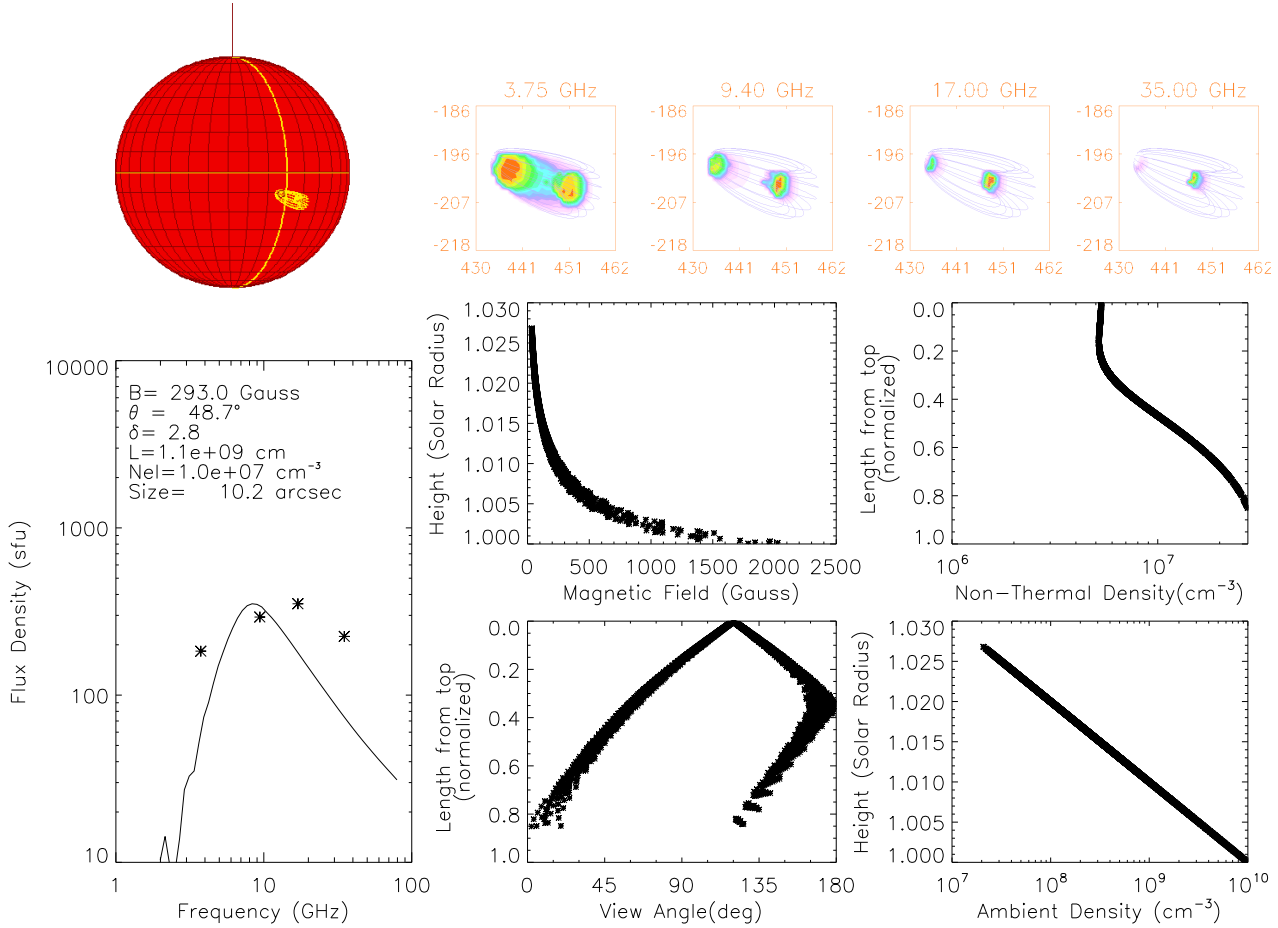 3.75 GHz
9.40 GHz
17.00 GHz
35.00 GHz
-186
-196
-207
-218
430 441 451 462
-186
-196
-207
-218
430 441 451 462
-186
-196
-207
-218
430 441 451 462
-186
-196
-207
-218
430 441 451 462
Flux Density (sfu)
10000
1000
100
10
B= 293.0 Gauss
θ = 48.7°
δ= 2.8
L=1.1e+09 cm
Nel=1.0e+07 cm⁻³
Size= 10.2 arcsec
1 10 100
Frequency (GHz)
Height (Solar Radius)
1.030
1.025
1.020
1.015
1.010
1.005
1.000
0 500 1000 1500 2000 2500
Magnetic Field (Gauss)
Length from top
(normalized)
0.0
0.2
0.4
0.6
0.8
1.0
10⁶ 10⁷
Non-Thermal Density(cm⁻³)
Length from top
(normalized)
0.0
0.2
0.4
0.6
0.8
1.0
0 45 90 135 180
View Angle(deg)
Height (Solar Radius)
1.030
1.025
1.020
1.015
1.010
1.005
1.000
10⁷ 10⁸ 10⁹ 10¹⁰
Ambient Density (cm⁻³)